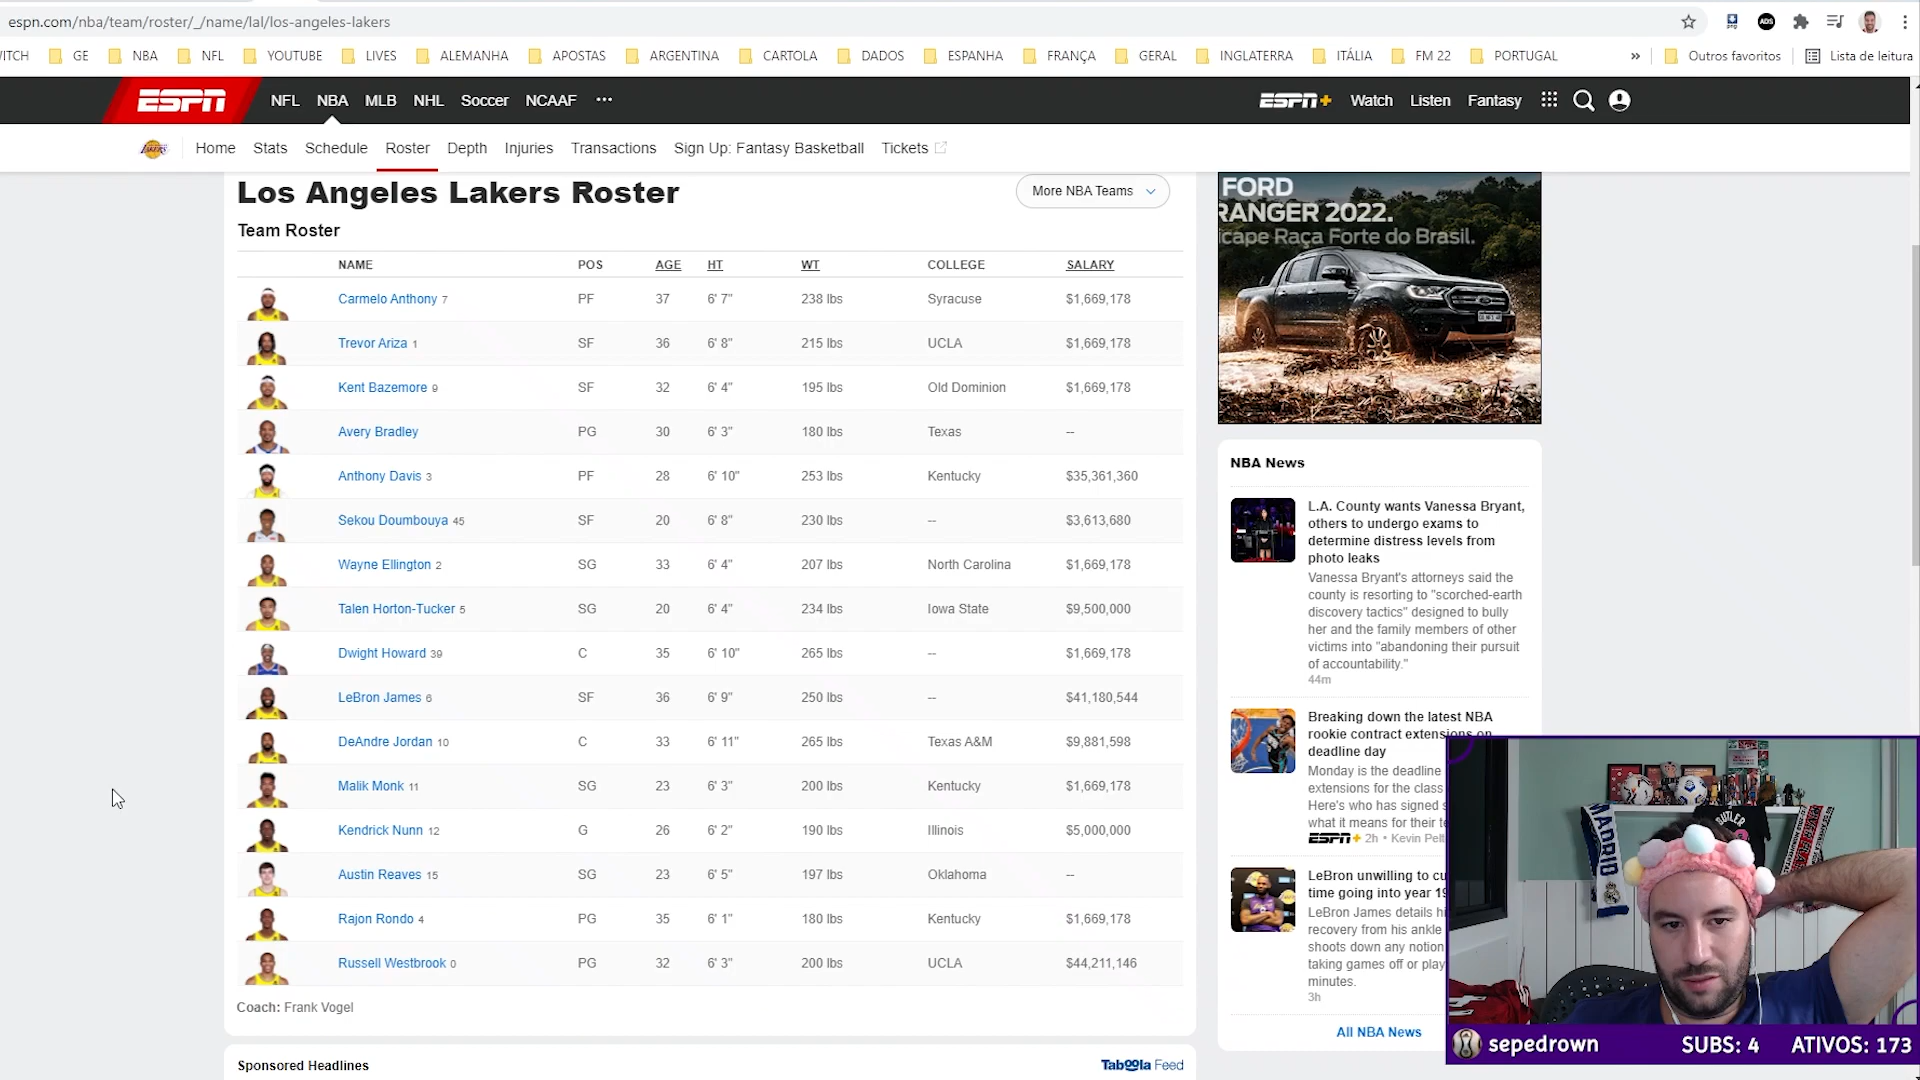 espn.com/nba/team/roster/_/name/lal/los-angeles-lakers
ITCH GE NBA NFL YOUTUBE LIVES ALEMANHA APOSTAS ARGENTINA CARTOLA DADOS ESPANHA FRANÇA GERAL INGLATERRA ITÁLIA FM 22 PORTUGAL » Outros favoritos Lista de leitura
ESPN NFL NBA MLB NHL Soccer NCAAF ••• ESPN+ Watch Listen Fantasy
LAKERS Home Stats Schedule Roster Depth Injuries Transactions Sign Up: Fantasy Basketball Tickets
Los Angeles Lakers Roster
More NBA Teams
Team Roster
NAME POS AGE HT WT COLLEGE SALARY
Carmelo Anthony 7 PF 37 6' 7" 238 lbs Syracuse $1,669,178
Trevor Ariza 1 SF 36 6' 8" 215 lbs UCLA $1,669,178
Kent Bazemore 9 SF 32 6' 4" 195 lbs Old Dominion $1,669,178
Avery Bradley PG 30 6' 3" 180 lbs Texas --
Anthony Davis 3 PF 28 6' 10" 253 lbs Kentucky $35,361,360
Sekou Doumbouya 45 SF 20 6' 8" 230 lbs -- $3,613,680
Wayne Ellington 2 SG 33 6' 4" 207 lbs North Carolina $1,669,178
Talen Horton-Tucker 5 SG 20 6' 4" 234 lbs Iowa State $9,500,000
Dwight Howard 39 C 35 6' 10" 265 lbs -- $1,669,178
LeBron James 6 SF 36 6' 9" 250 lbs -- $41,180,544
DeAndre Jordan 10 C 33 6' 11" 265 lbs Texas A&M $9,881,598
Malik Monk 11 SG 23 6' 3" 200 lbs Kentucky $1,669,178
Kendrick Nunn 12 G 26 6' 2" 190 lbs Illinois $5,000,000
Austin Reaves 15 SG 23 6' 5" 197 lbs Oklahoma --
Rajon Rondo 4 PG 35 6' 1" 180 lbs Kentucky $1,669,178
Russell Westbrook 0 PG 32 6' 3" 200 lbs UCLA $44,211,146
Coach: Frank Vogel
Sponsored Headlines
Taboola Feed
FORD
RANGER 2022.
icape Raça Forte do Brasil.
NBA News
L.A. County wants Vanessa Bryant,
others to undergo exams to
determine distress levels from
photo leaks
Vanessa Bryant's attorneys said the
county is resorting to "scorched-earth
discovery tactics" designed to bully
her and the family members of other
victims into "abandoning their pursuit
of accountability."
44m
Breaking down the latest NBA
rookie contract extensions on
deadline day
Monday is the deadline
extensions for the class
Here's who has signed s
what it means for their te
ESPN+ 2h • Kevin Pelt
LeBron unwilling to cu
time going into year 19
LeBron James details hi
recovery from his ankle
shoots down any notion
taking games off or play
minutes.
3h
All NBA News
BUTLER
MADRID
sepedrown SUBS: 4 ATIVOS: 173